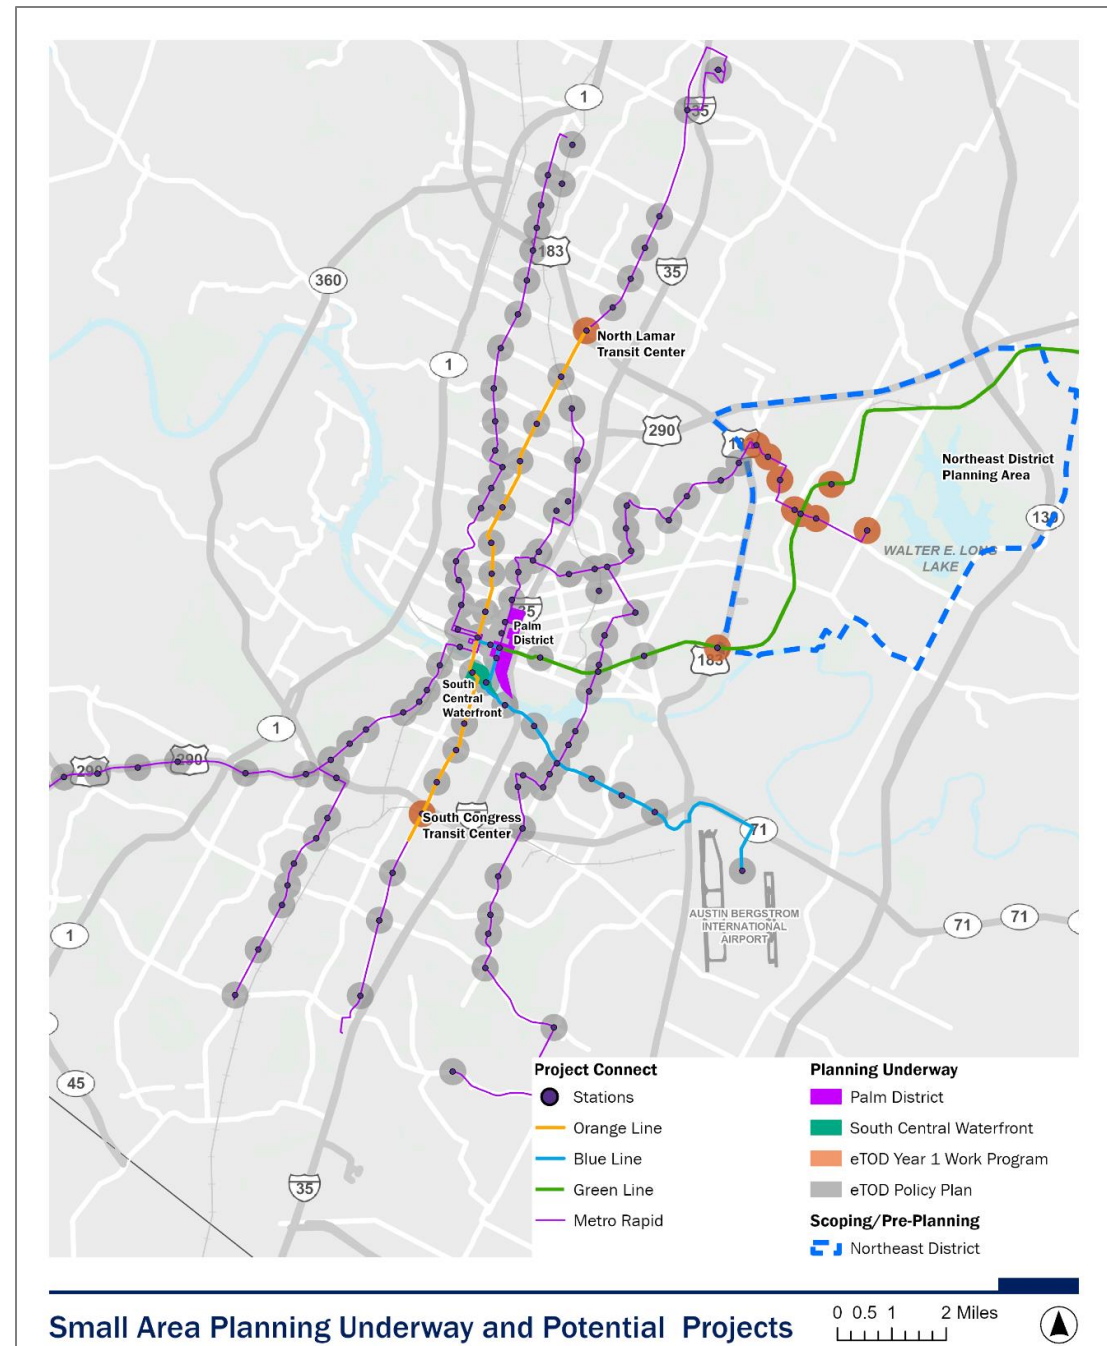 1
35
183
35
360
North Lamar
Transit Center
1
290
Northeast District
Planning Area
130
WALTER E. LONG
LAKE
35
Palm
District
183
South
Central
Waterfront
1
290
290
South Congress
Transit Center
71
AUSTIN BERGSTROM
INTERNATIONAL
AIRPORT
71
71
1
45
35
Project Connect
Stations
Orange Line
Blue Line
Green Line
Metro Rapid
Planning Underway
Palm District
South Central Waterfront
eTOD Year 1 Work Program
eTOD Policy Plan
Scoping/Pre-Planning
Northeast District
Small Area Planning Underway and Potential Projects
0 0.5 1 2 Miles